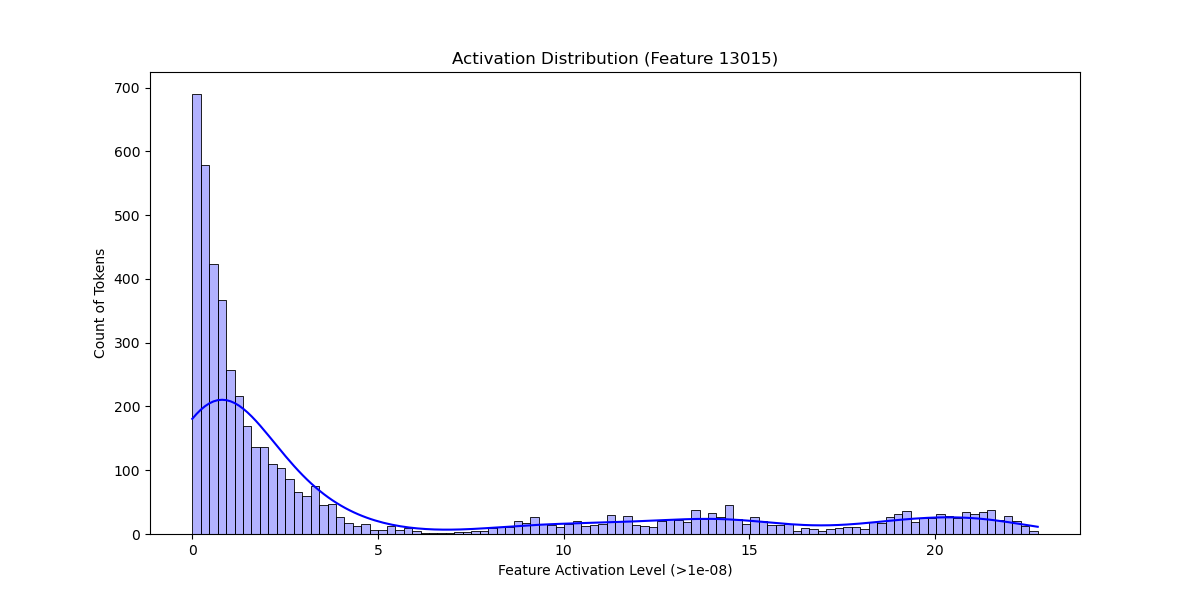 Activation Distribution (Feature 13015)
700
600
500
400
300
200
100
0
Count of Tokens
0 5 10 15 20
Feature Activation Level (>1e-08)